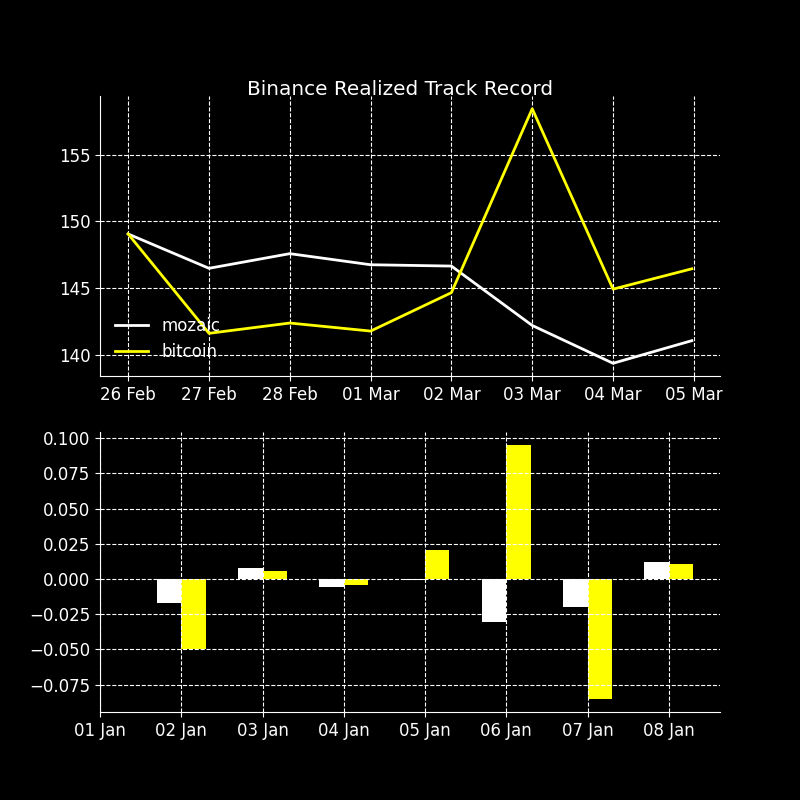 Binance Realized Track Record
155
150
145
140
mozaic
bitcoin
26 Feb 27 Feb 28 Feb 01 Mar 02 Mar 03 Mar 04 Mar 05 Mar
0.100
0.075
0.050
0.025
0.000
−0.025
−0.050
−0.075
01 Jan 02 Jan 03 Jan 04 Jan 05 Jan 06 Jan 07 Jan 08 Jan